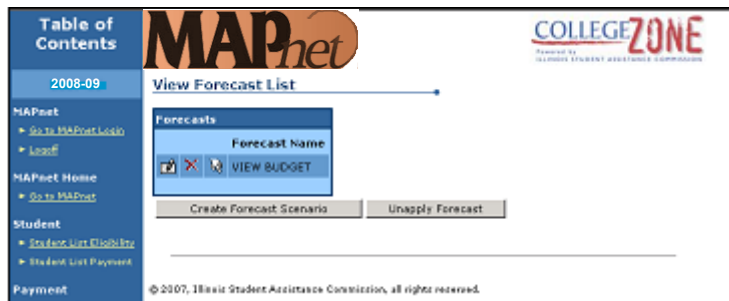 Table of
Contents
2008-09
MAPnet
Go to MAPnet Login
Logoff
MAPnet Home
Go to MAPnet
Student
Student List Eligibility
Student List Payment
Payment
MAPnet
COLLEGE ZONE
Powered by
ILLINOIS STUDENT ASSISTANCE COMMISSION
View Forecast List
Forecasts
Forecast Name
VIEW BUDGET
Create Forecast Scenario
Unapply Forecast
© 2007, Illinois Student Assistance Commission, all rights reserved.